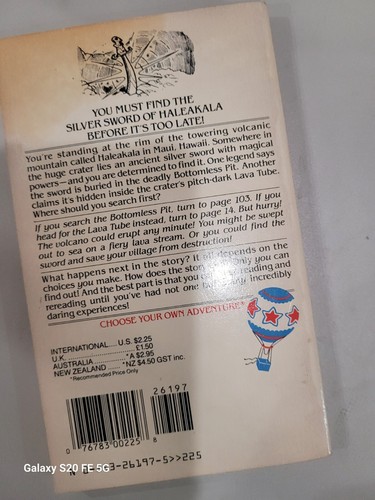 YOU MUST FIND THE
SILVER SWORD OF HALEAKALA
BEFORE IT'S TOO LATE!
You're standing at the rim of the towering volcanic
mountain called Haleakala in Maui, Hawaii. Somewhere in
the huge crater lies an ancient silver sword with magical
powers—and you are determined to find it. One legend says
the sword is buried in the deadly Bottomless Pit. Another
claims it's hidden inside the crater's pitch-dark Lava Tube.
Where should you search first?
If you search the Bottomless Pit, turn to page 103. If you
head for the Lava Tube instead, turn to page 14. But hurry!
The volcano could erupt any minute! You might be swept
out to sea on a fiery lava stream. Or you could find the
sword and save your village from destruction!
What happens next in the story? It all depends on the
choices you make. How does the story Only you can
find out! And the best part is that you reading and
rereading until you've had not one but incredibly
daring experiences!
CHOOSE YOUR OWN ADVENTURE®
INTERNATIONAL... U.S. $2.25
U.K. £1.50
AUSTRALIA *A $2.95
NEW ZEALAND *NZ $4.50 GST inc.
*Recommended Price Only
26197
0 76783 00225 8
3-26197-5>>225
Galaxy S20 FE 5G